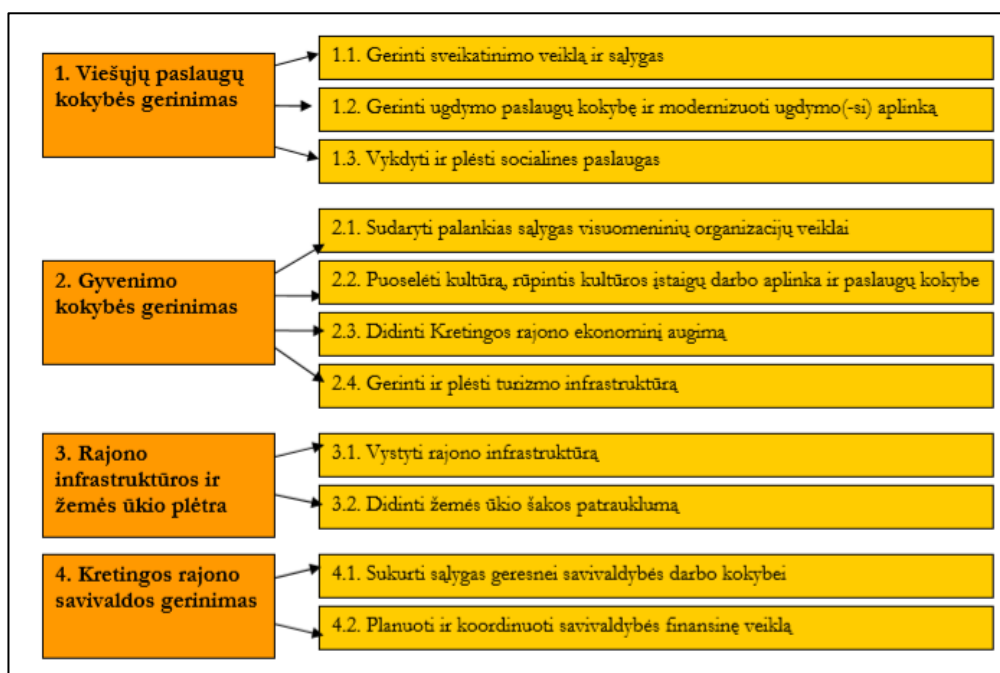 1. Viešųjų paslaugų
kokybės gerinimas
1.1. Gerinti sveikatinimo veiklą ir sąlygas
1.2. Gerinti ugdymo paslaugų kokybę ir modernizuoti ugdymo(-si) aplinką
1.3. Vykdyti ir plėsti socialines paslaugas
2. Gyvenimo
kokybės gerinimas
2.1. Sudaryti palankias sąlygas visuomeninių organizacijų veiklai
2.2. Puoselėti kultūrą, rūpintis kultūros įstaigų darbo aplinka ir paslaugų kokybe
2.3. Didinti Kretingos rajono ekonominį augimą
2.4. Gerinti ir plėsti turizmo infrastruktūrą
3. Rajono
infrastruktūros ir
žemės ūkio plėtra
3.1. Vystyti rajono infrastruktūrą
3.2. Didinti žemės ūkio šakos patrauklumą
4. Kretingos rajono
savivaldos gerinimas
4.1. Sukurti sąlygas geresnei savivaldybės darbo kokybei
4.2. Planuoti ir koordinuoti savivaldybės finansinę veiklą